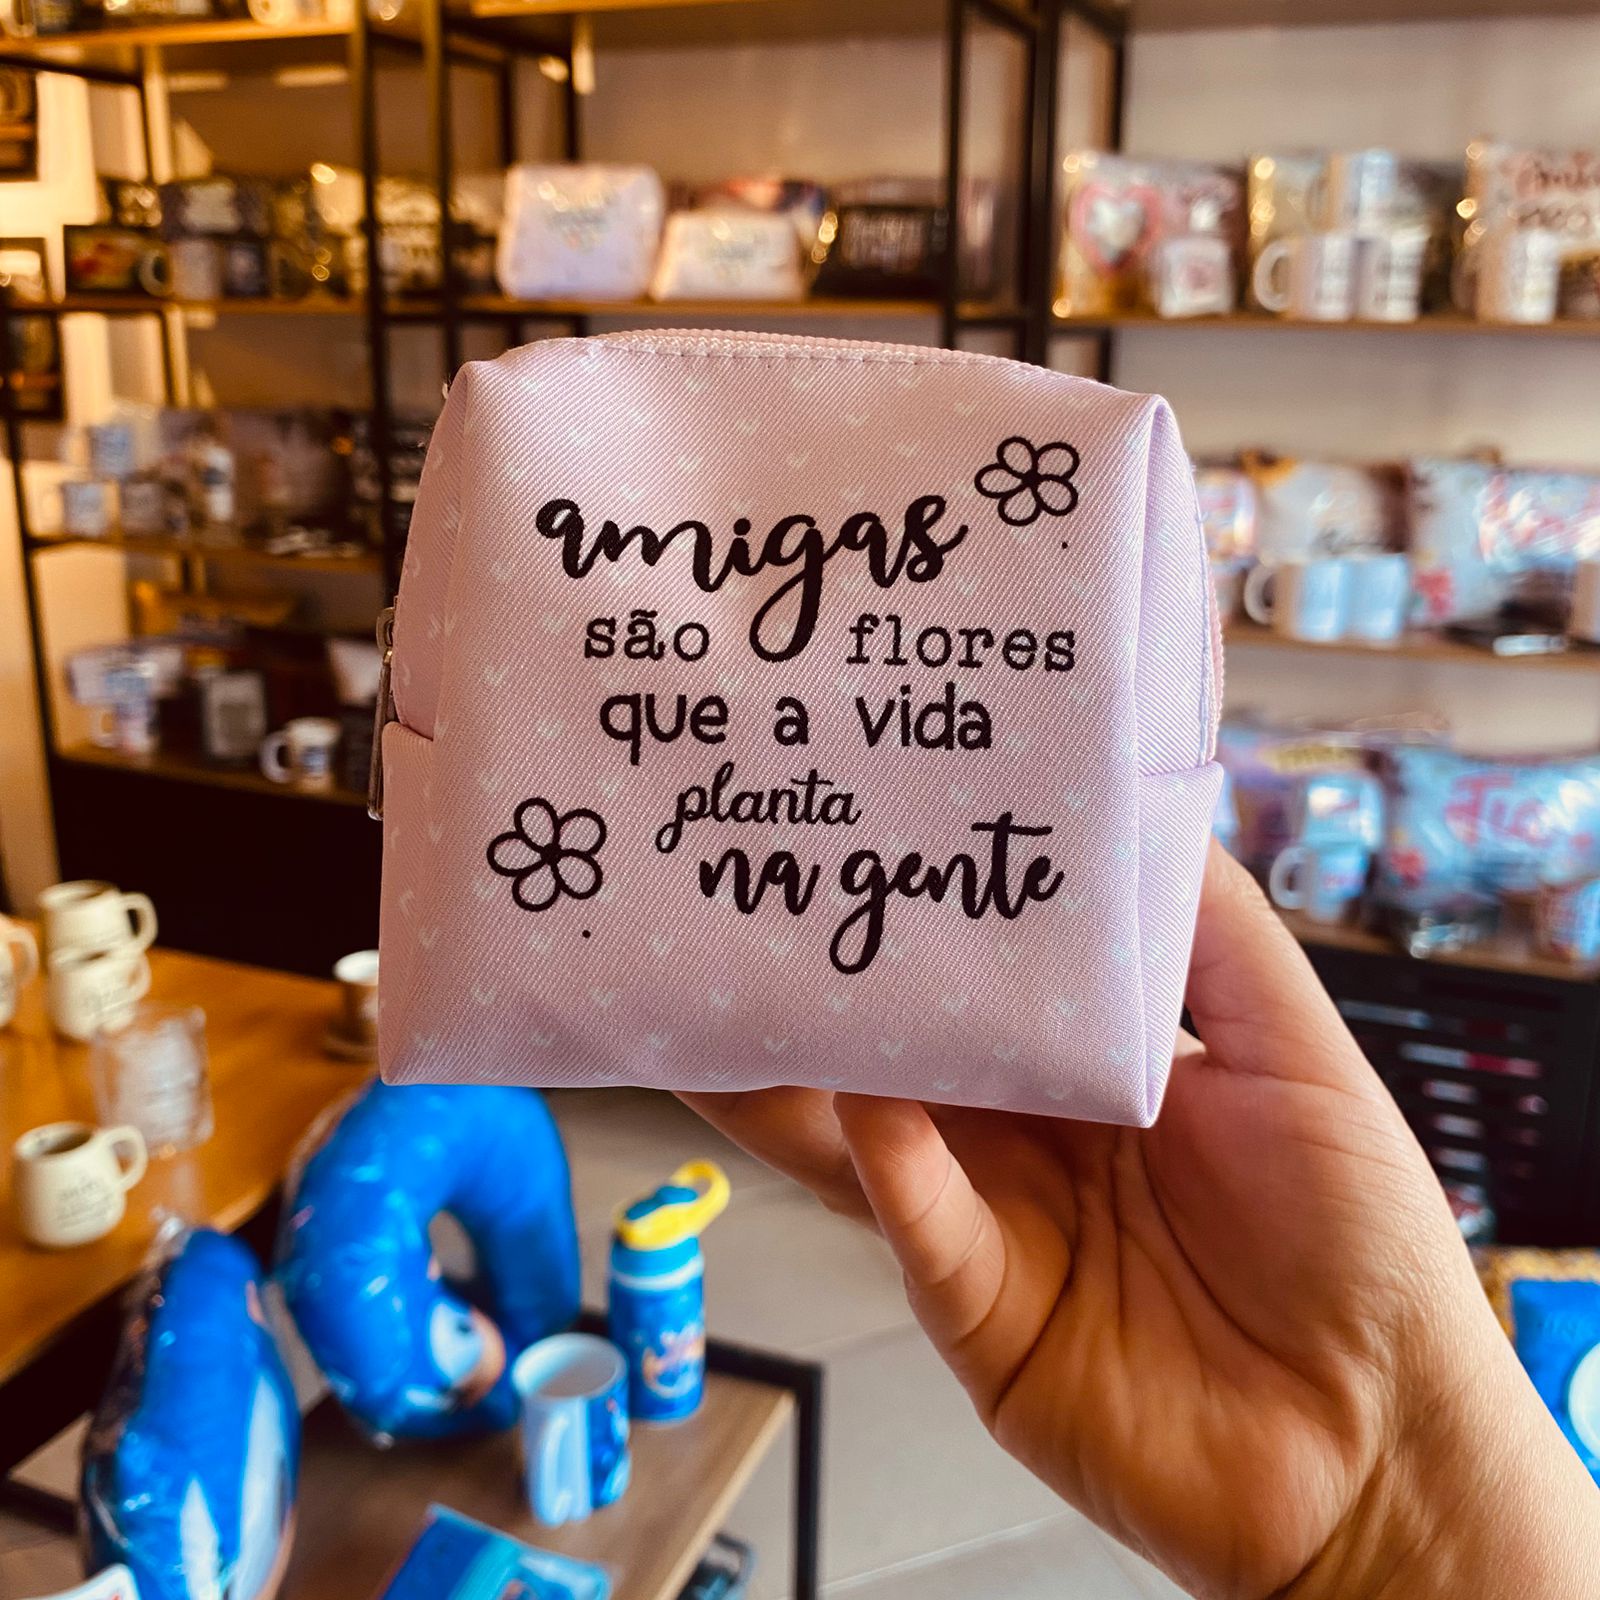 amigas
são flores
que a vida
planta
na gente